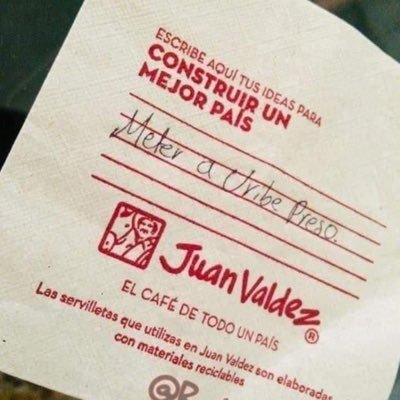 ESCRIBE AQUÍ TUS IDEAS PARA
CONSTRUIR UN
MEJOR PAÍS
Meter a Uribe Preso.
Juan Valdez®
EL CAFÉ DE TODO UN PAÍS
Las servilletas que utilizas en Juan Valdez son elaboradas
con materiales reciclables